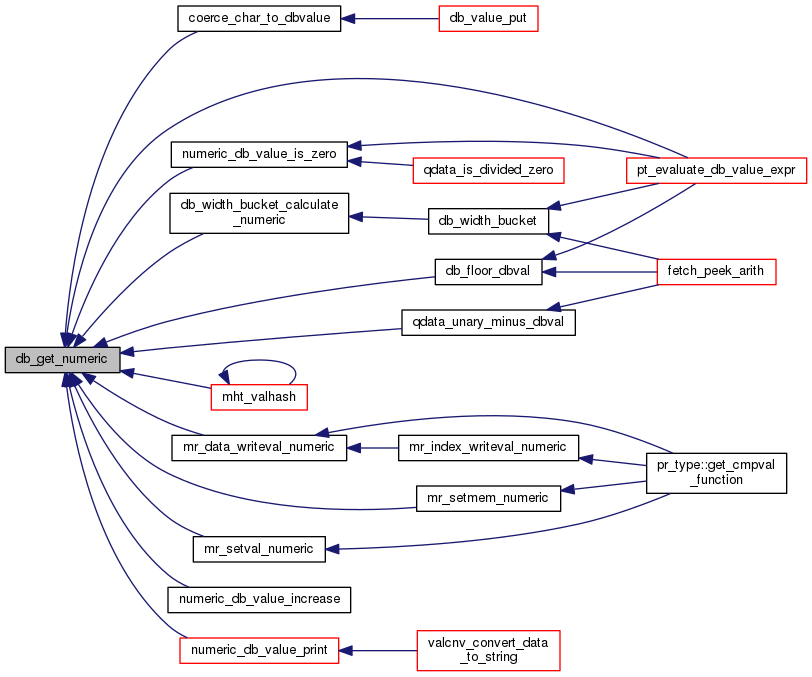 coerce_char_to_dbvalue
db_value_put
numeric_db_value_is_zero
qdata_is_divided_zero
pt_evaluate_db_value_expr
db_width_bucket_calculate
_numeric
db_width_bucket
db_floor_dbval
fetch_peek_arith
qdata_unary_minus_dbval
db_get_numeric
mht_valhash
mr_data_writeval_numeric
mr_index_writeval_numeric
pr_type::get_cmpval
_function
mr_setmem_numeric
mr_setval_numeric
numeric_db_value_increase
numeric_db_value_print
valcnv_convert_data
_to_string